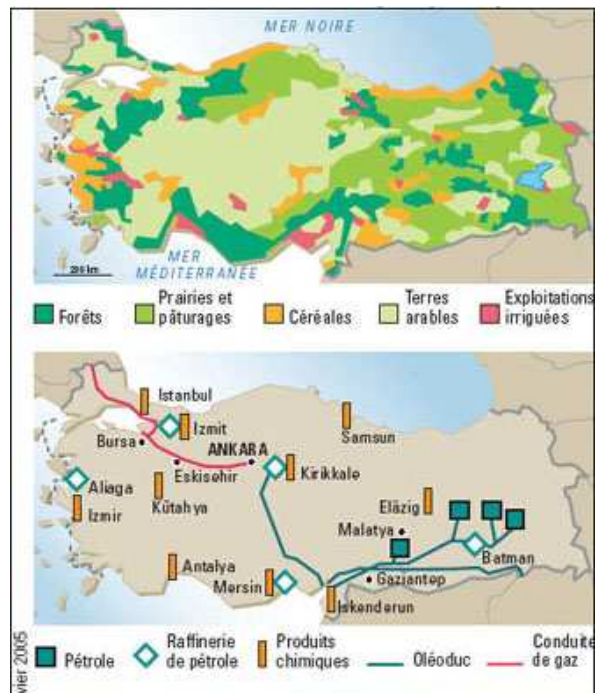 MER NOIRE
MER
MÉDITERRANÉE
200 km
Forêts
Prairies et
pâturages
Céréales
Terres
arables
Exploitations
irriguées
Istanbul
Izmit
Bursa
ANKARA
Samsun
Eskisehir
Kirikkale
Aliaga
Kütahya
Izmir
Elâzig
Malatya
Batman
Antalya
Mersin
Gaziantep
Iskenderun
Pétrole
Raffinerie
de pétrole
Produits
chimiques
Oléoduc
Conduite
de gaz
2005